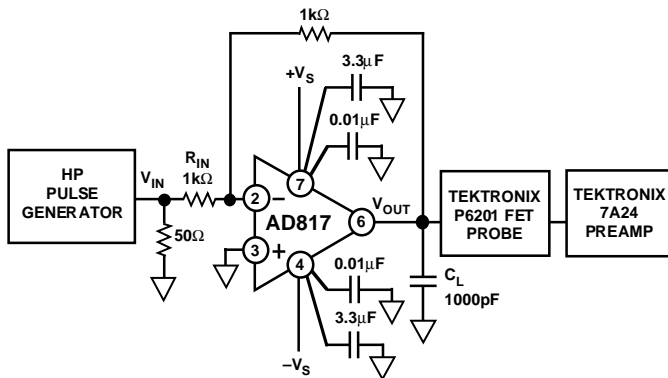 1kΩ
3.3μF
+VS
0.01μF
HP
PULSE
GENERATOR
VIN
RIN
1kΩ
50Ω
2
–
7
AD817
3
+
4
6
VOUT
TEKTRONIX
P6201 FET
PROBE
TEKTRONIX
7A24
PREAMP
0.01μF
CL
1000pF
3.3μF
–VS